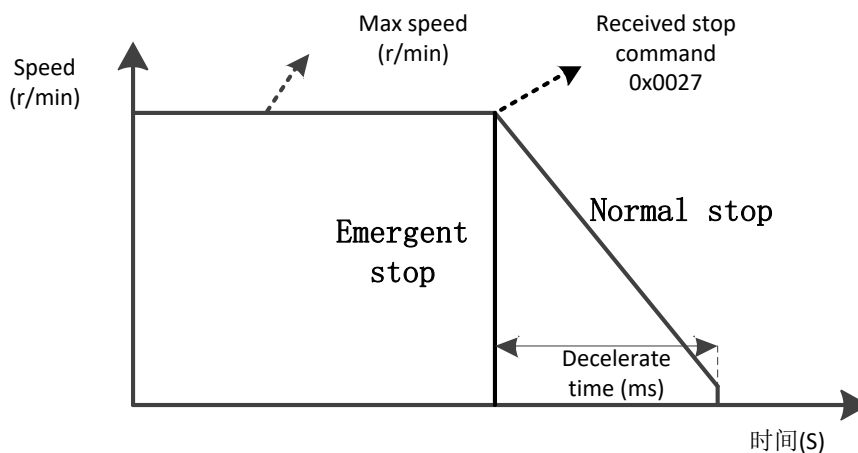 Max speed
(r/min)
Received stop
command
0x0027
Speed
(r/min)
Normal stop
Emergent
stop
Decelerate
time (ms)
时间(S)